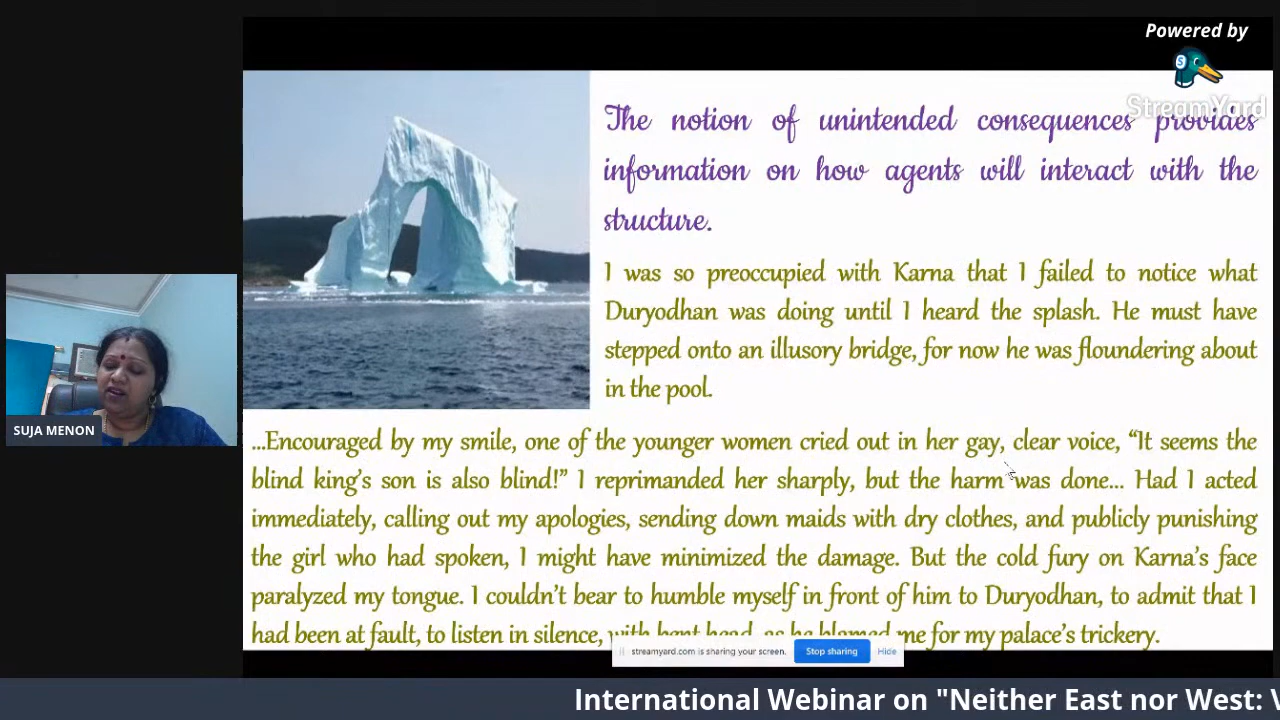 Powered by
StreamYard
The notion of unintended consequences provides
information on how agents will interact with the
structure.
I was so preoccupied with Karna that I failed to notice what
Duryodhan was doing until I heard the splash. He must have
stepped onto an illusory bridge, for now he was floundering about
in the pool.
...Encouraged by my smile, one of the younger women cried out in her gay, clear voice, “It seems the
blind king’s son is also blind!” I reprimanded her sharply, but the harm was done... Had I acted
immediately, calling out my apologies, sending down maids with dry clothes, and publicly punishing
the girl who had spoken, I might have minimized the damage. But the cold fury on Karna’s face
paralyzed my tongue. I couldn’t bear to humble myself in front of him to Duryodhan, to admit that I
had been at fault, to listen in silence, with bent head, as he blamed me for my palace’s trickery.
streamyard.com is sharing your screen. Stop sharing Hide
SUJA MENON
International Webinar on "Neither East nor West: V